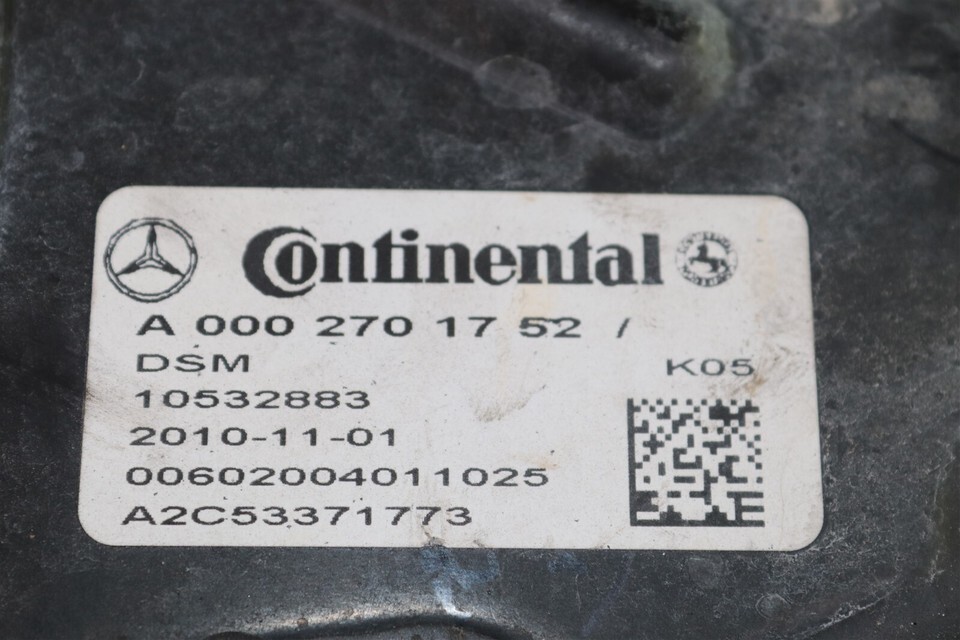 Continental
A 000 270 17 52 /
DSM
K05
10532883
2010-11-01
00602004011025
A2C53371773